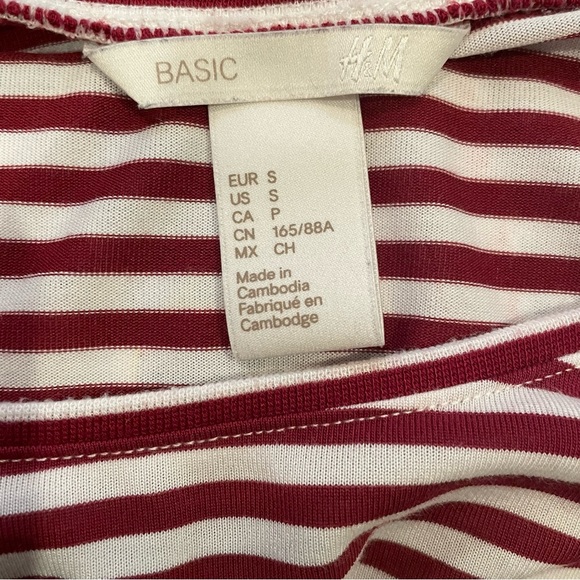 BASIC H&M
EUR S
US S
CA P
CN 165/88A
MX CH
Made in
Cambodia
Fabriqué en
Cambodge